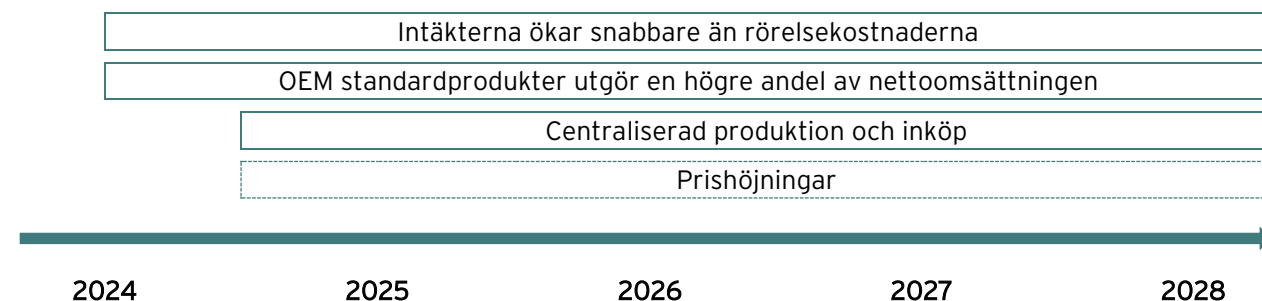 Intäkterna ökar snabbare än rörelsekostnaderna
OEM standardprodukter utgör en högre andel av nettoomsättningen
Centraliserad produktion och inköp
Prishöjningar
2024 2025 2026 2027 2028